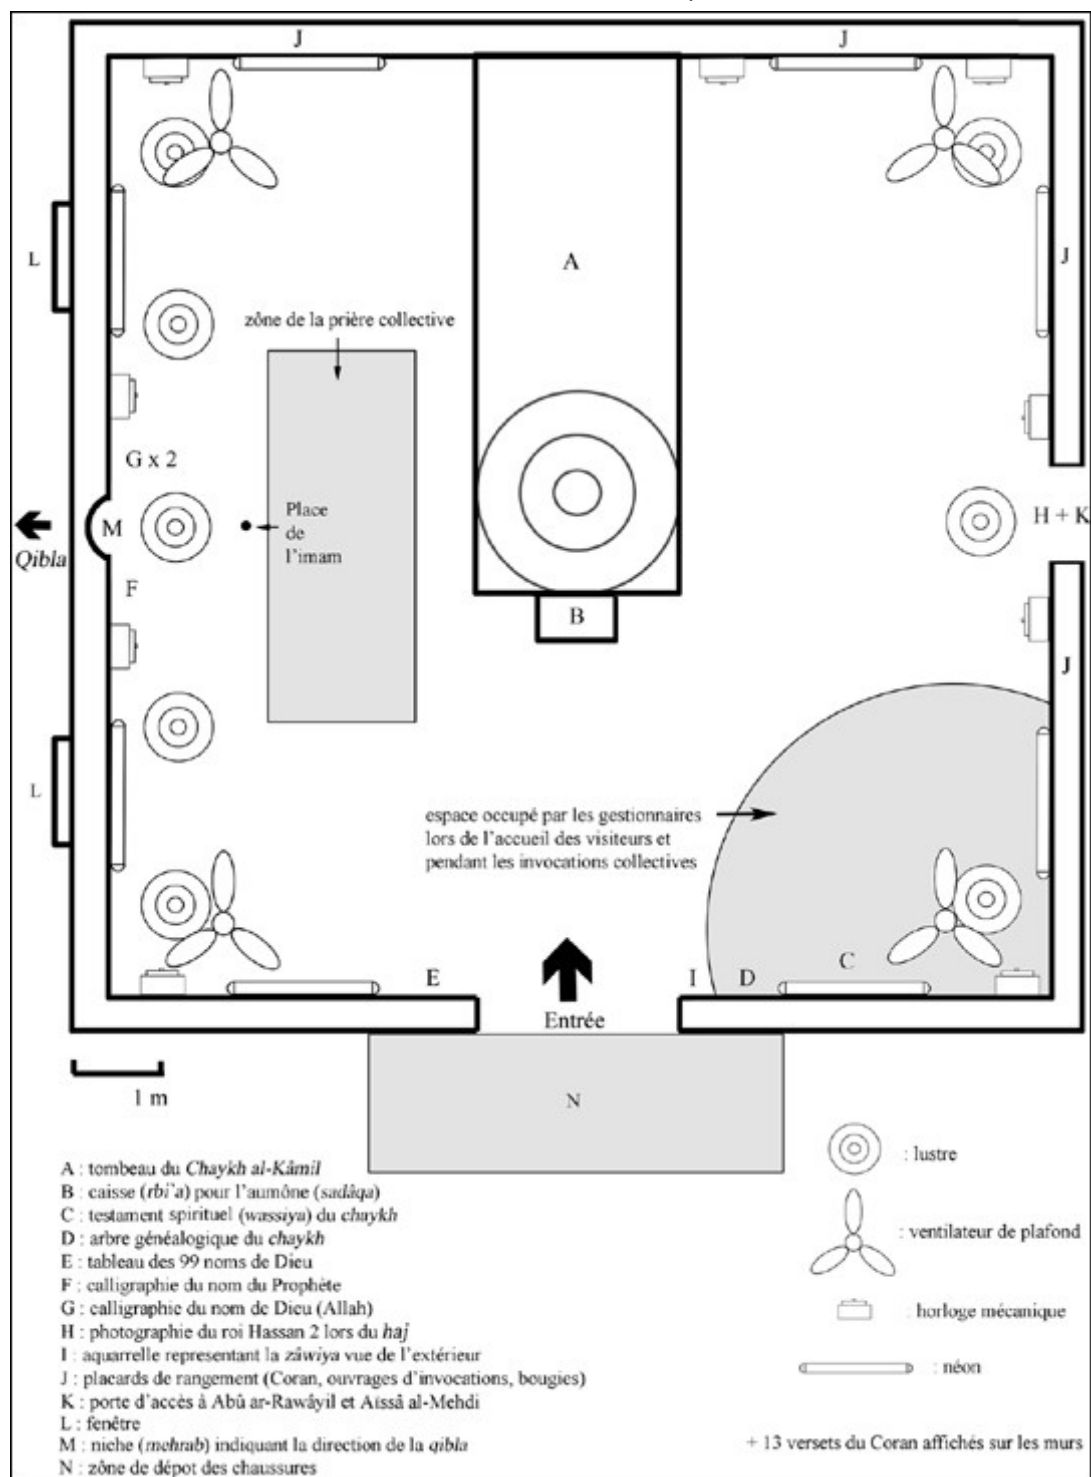 J
J
L
A
J
zône de la prière collective
G x 2
M
Place
de
l'imam
H + K
Qibla
F
B
J
L
espace occupé par les gestionnaires
lors de l'accueil des visiteurs et
pendant les invocations collectives
E
I
D
C
Entrée
1 m
N
A : tombeau du Chaykh al-Kâmil
B : caisse (rbi'a) pour l'aumône (sadâqa)
C : testament spirituel (wassiya) du chaykh
D : arbre généalogique du chaykh
E : tableau des 99 noms de Dieu
F : calligraphie du nom du Prophète
G : calligraphie du nom de Dieu (Allah)
H : photographie du roi Hassan 2 lors du haj
I : aquarrelle representant la zâwiya vue de l'extérieur
J : placards de rangement (Coran, ouvrages d'invocations, bougies)
K : porte d'accès à Abû ar-Rawâyil et Aïssâ al-Mehdi
L : fenêtre
M : niche (mehrab) indiquant la direction de la qibla
N : zône de dépot des chaussures
: lustre
: ventilateur de plafond
: horloge mécanique
: néon
+ 13 versets du Coran affichés sur les murs